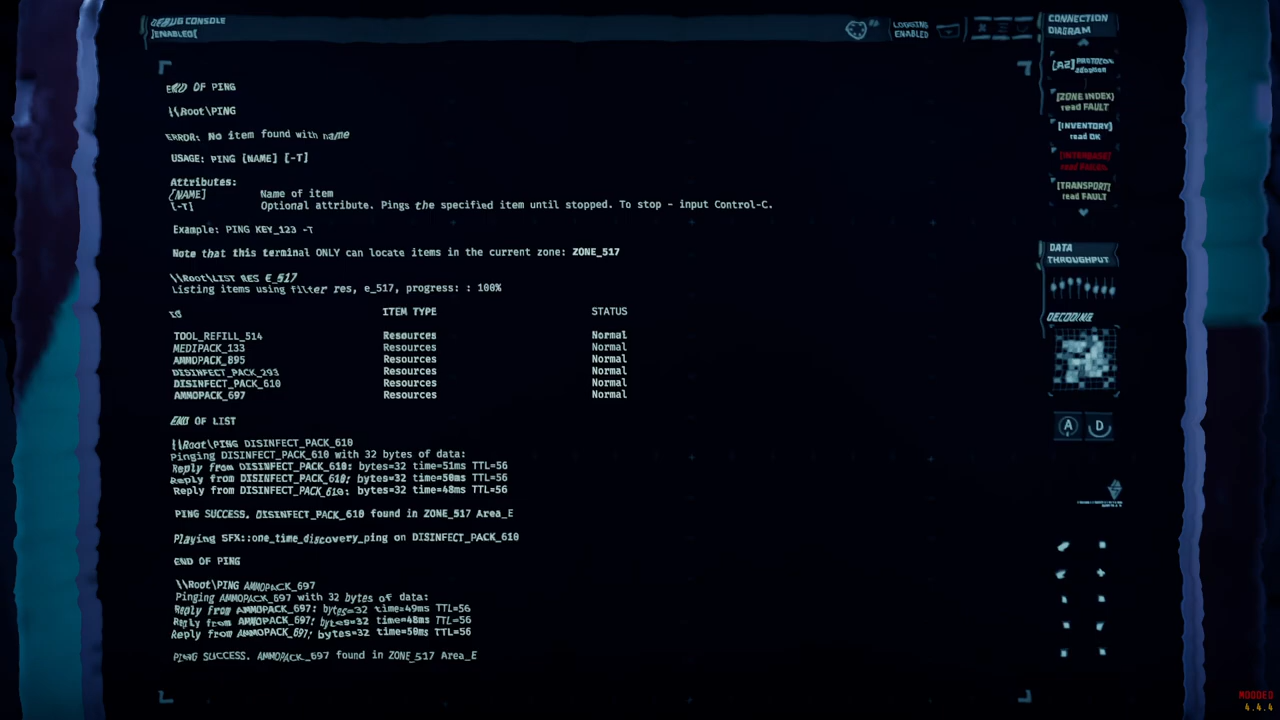 DEBUG CONSOLE
]ENABLED[
LOGGING
ENABLED
END OF PING
\\Root\PING
ERROR: No item found with name
USAGE: PING [NAME] [-T]
Attributes:
[NAME] Name of item
[-T] Optional attribute. Pings the specified item until stopped. To stop - input Control-C.
Example: PING KEY_123 -T
Note that this terminal ONLY can locate items in the current zone: ZONE_517
\\Root\LIST RES E_517
Listing items using filter res, e_517, progress: : 100%
ID ITEM TYPE STATUS
TOOL_REFILL_514 Resources Normal
MEDIPACK_133 Resources Normal
AMMOPACK_895 Resources Normal
DISINFECT_PACK_293 Resources Normal
DISINFECT_PACK_610 Resources Normal
AMMOPACK_697 Resources Normal
END OF LIST
\\Root\PING DISINFECT_PACK_610
Pinging DISINFECT_PACK_610 with 32 bytes of data:
Reply from DISINFECT_PACK_610: bytes=32 time=51ms TTL=56
Reply from DISINFECT_PACK_610: bytes=32 time=50ms TTL=56
Reply from DISINFECT_PACK_610: bytes=32 time=48ms TTL=56
PING SUCCESS. DISINFECT_PACK_610 found in ZONE_517 Area_E
Playing SFX::one_time_discovery_ping on DISINFECT_PACK_610
END OF PING
\\Root\PING AMMOPACK_697
Pinging AMMOPACK_697 with 32 bytes of data:
Reply from AMMOPACK_697: bytes=32 time=49ms TTL=56
Reply from AMMOPACK_697: bytes=32 time=48ms TTL=56
Reply from AMMOPACK_697: bytes=32 time=50ms TTL=56
PING SUCCESS. AMMOPACK_697 found in ZONE_517 Area_E
CONNECTION
DIAGRAM
PROTOCOL
[ZONE INDEX]
read FAULT
[INVENTORY]
read OK
[INTERBASE]
read
[TRANSPORT]
read FAULT
DATA
THROUGHPUT
DECODING
A D
MODDED
4.4.4